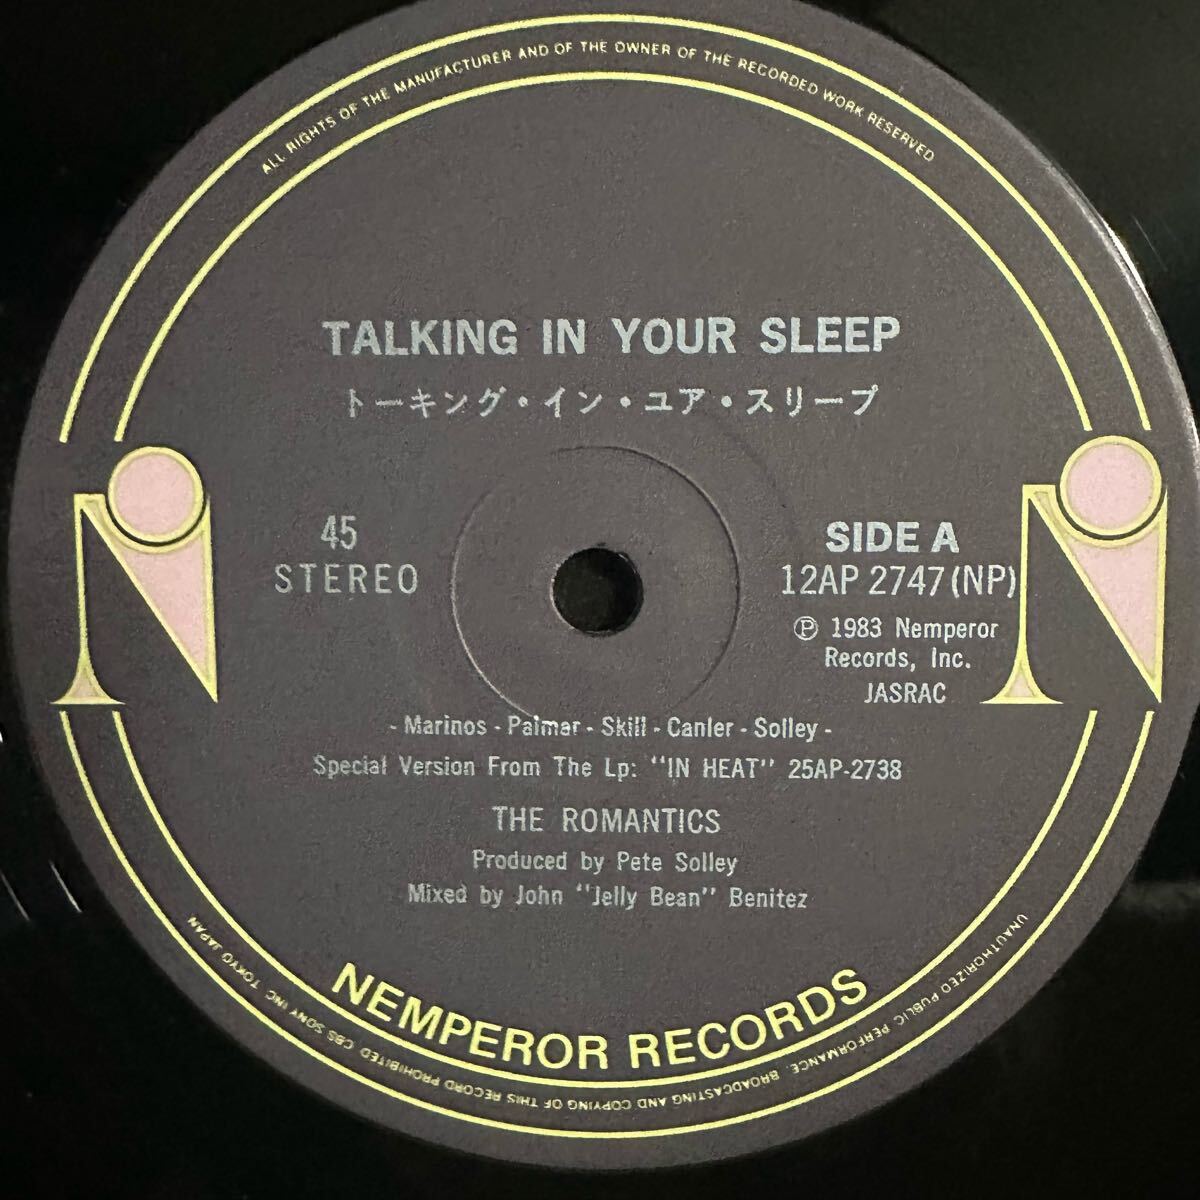 ALL RIGHTS OF THE MANUFACTURER AND OF THE OWNER OF THE RECORDED WORK RESERVED
TALKING IN YOUR SLEEP
トーキング・イン・ユア・スリープ
45
STEREO
SIDE A
12AP 2747(NP)
Ⓟ 1983 Nemperor
Records, Inc.
JASRAC
- Marinos - Palmar - Skill - Canler - Solley -
Special Version From The Lp: "IN HEAT" 25AP-2738
THE ROMANTICS
Produced by Pete Solley
Mixed by John "Jelly Bean" Benitez
NEMPEROR RECORDS
UNAUTHORIZED PUBLIC PERFORMANCE, BROADCASTING AND COPYING OF THIS RECORD PROHIBITED CBS SONY INC. TOKYO JAPAN